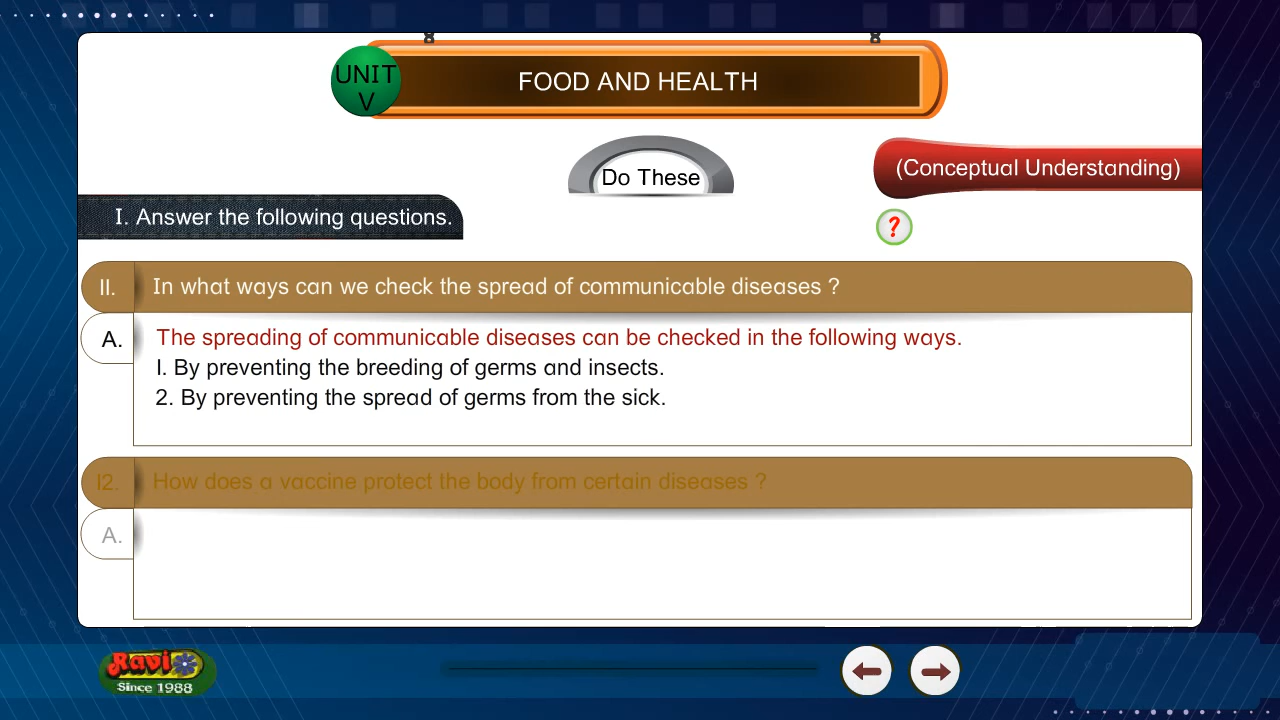 UNIT
V
FOOD AND HEALTH
Do These
(Conceptual Understanding)
I. Answer the following questions.
?
II. In what ways can we check the spread of communicable diseases ?
A. The spreading of communicable diseases can be checked in the following ways.
I. By preventing the breeding of germs and insects.
2. By preventing the spread of germs from the sick.
I2. How does a vaccine protect the body from certain diseases ?
A.
Ravi
Since 1988